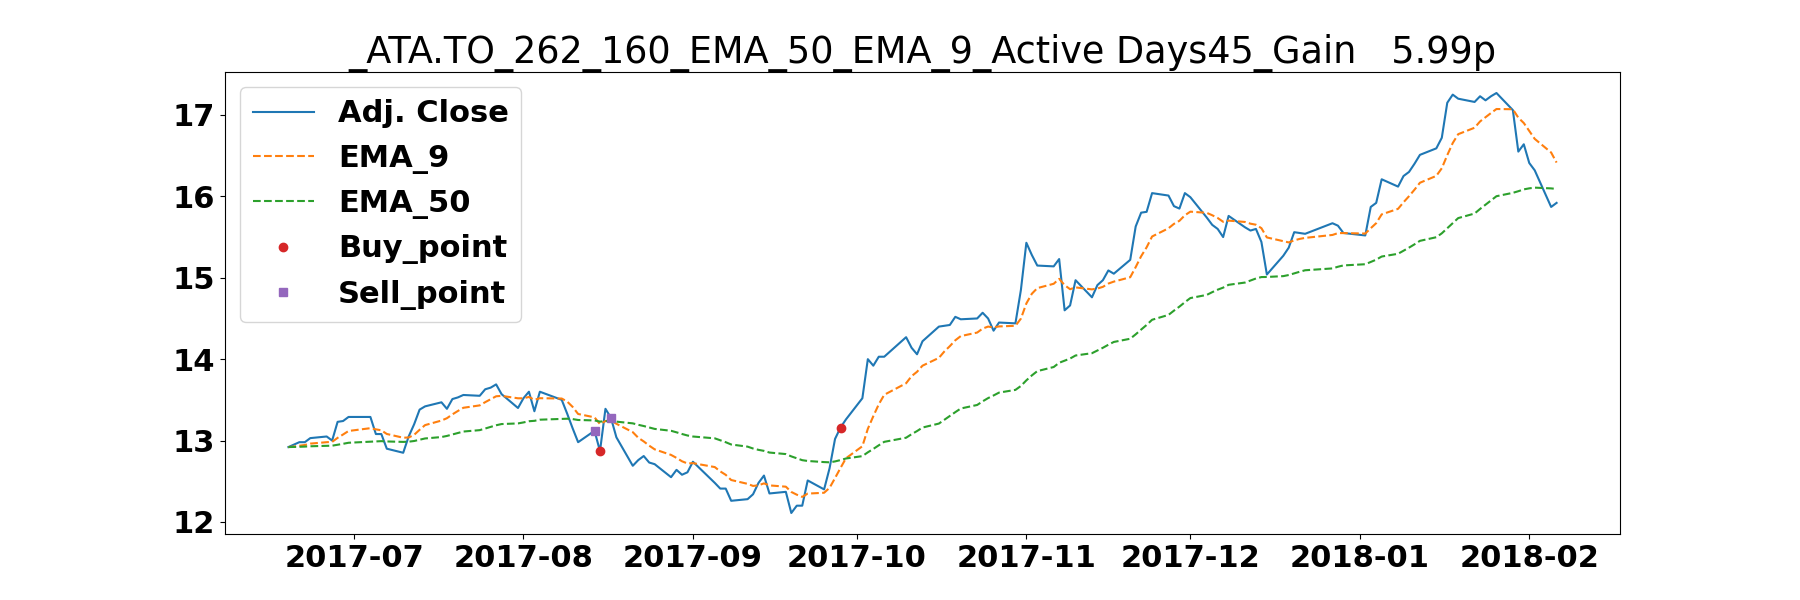 _ATA.TO_262_160_EMA_50_EMA_9_Active Days45_Gain   5.99p
Adj. Close
EMA_9
EMA_50
Buy_point
Sell_point
17
16
15
14
13
12
2017-07 2017-08 2017-09 2017-10 2017-11 2017-12 2018-01 2018-02